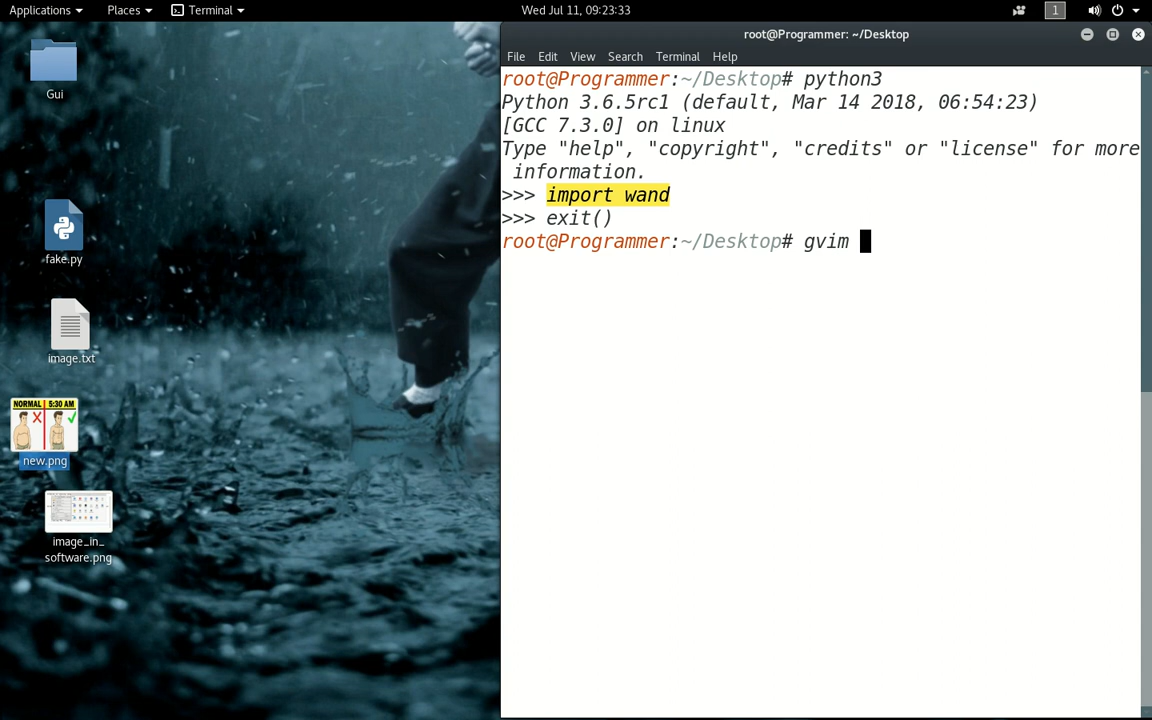 Applications Places Terminal Wed Jul 11, 09:23:33 1
root@Programmer: ~/Desktop
File Edit View Search Terminal Help
root@Programmer:~/Desktop# python3
Python 3.6.5rc1 (default, Mar 14 2018, 06:54:23)
[GCC 7.3.0] on linux
Type "help", "copyright", "credits" or "license" for more
information.
>>> import wand
>>> exit()
root@Programmer:~/Desktop# gvim
Gui
fake.py
image.txt
NORMAL 5:30 AM
new.png
image_in_
software.png